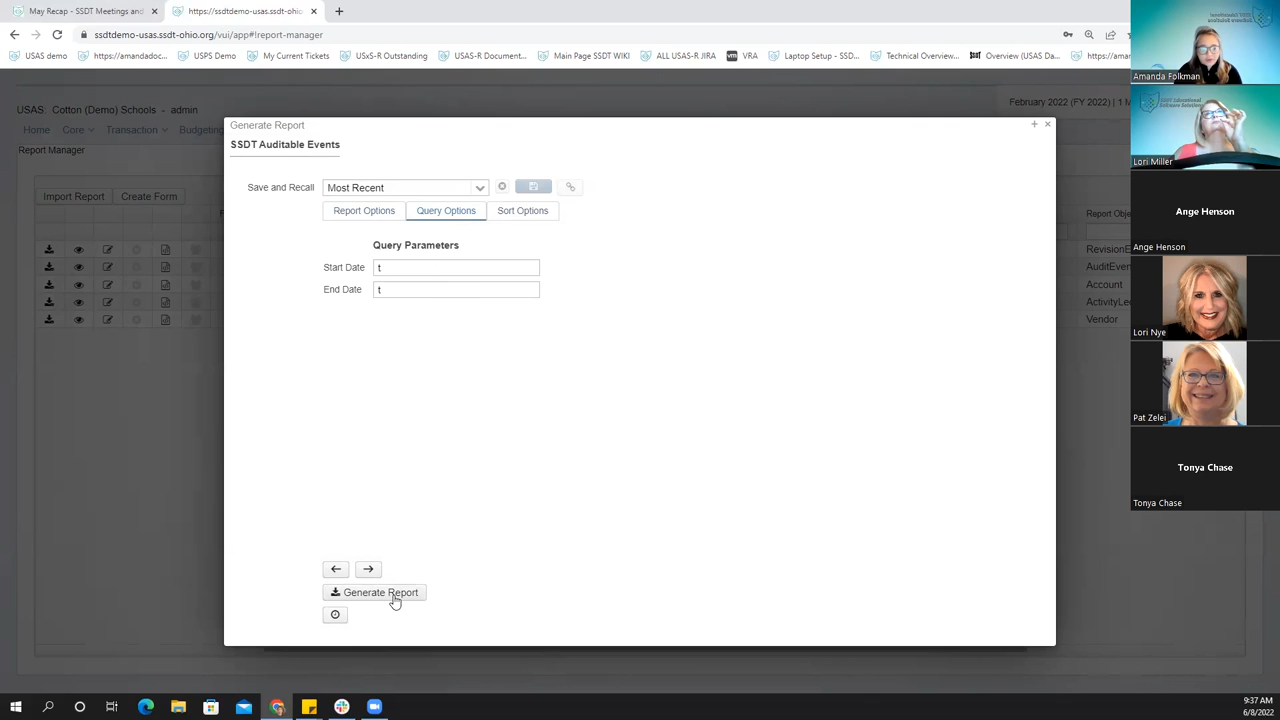 May Recap - SSDT Meetings and
https://ssdtdemo-usas.ssdt-ohio
ssdtdemo-usas.ssdt-ohio.org/vui/app#!report-manager
USAS demo
https://amandadoc...
USPS Demo
My Current Tickets
USxS-R Outstanding
USAS-R Document...
Main Page SSDT WIKI
ALL USAS-R JIRA
VRA
Laptop Setup - SSD...
Technical Overview...
Overview (USAS Da...
https://aman
USAS: Cotton (Demo) Schools - admin
February 2022 (FY 2022) | 1 M
Home Core Transaction Budgeting
Report Manager
Import Report Create Form
Report Obje
RevisionE
AuditEven
Account
ActivityLed
Vendor
Generate Report
SSDT Auditable Events
Save and Recall Most Recent
Report Options Query Options Sort Options
Query Parameters
Start Date t
End Date t
Generate Report
Amanda Folkman
SSDT Educational
Software Solutions
Lori Miller
Ange Henson
Ange Henson
Lori Nye
Pat Zelei
Tonya Chase
Tonya Chase
9:37 AM
6/8/2022